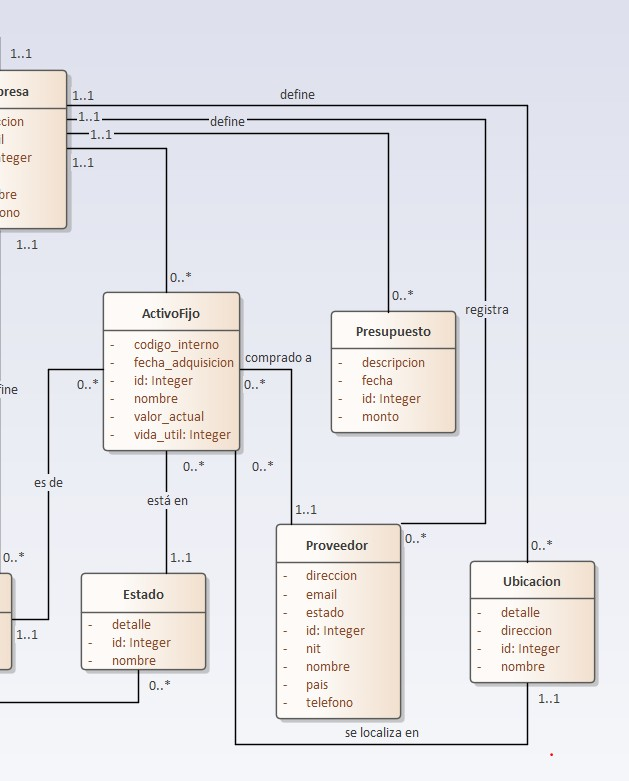 1..1
presa
1..1
define
ccion
1..1
define
il
1..1
teger
1..1
bre
ono
1..1
0..*
0..*
ActivoFijo
registra
Presupuesto
- codigo_interno
- fecha_adquisicion
- id: Integer
- nombre
- valor_actual
- vida_util: Integer
comprado a
- descripcion
- fecha
- id: Integer
- monto
0..*
0..*
fine
0..*
0..*
es de
está en
1..1
0..*
0..*
0..*
1..1
Proveedor
- direccion
- email
- estado
- id: Integer
- nit
- nombre
- pais
- telefono
Estado
- detalle
- id: Integer
- nombre
Ubicacion
- detalle
- direccion
- id: Integer
- nombre
1..1
0..*
1..1
se localiza en